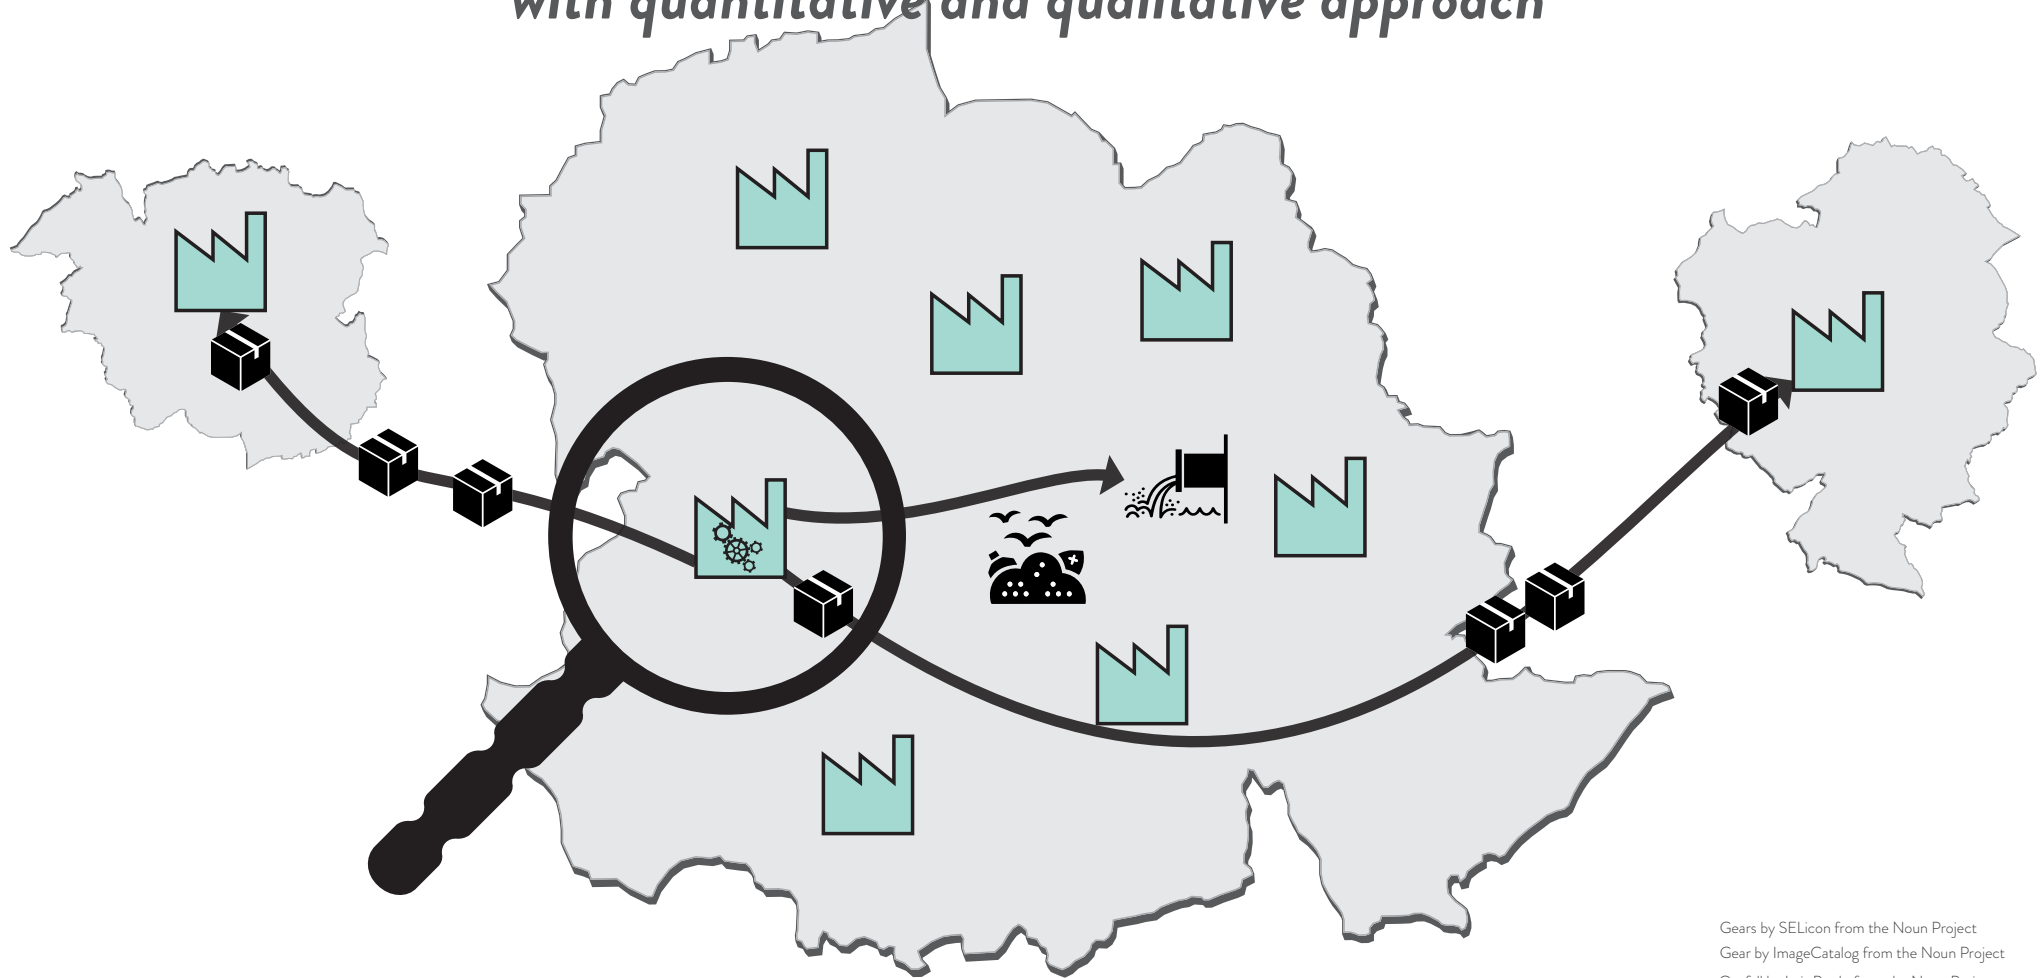 with quantitative and qualitative approach
Gears by SELicon from the Noun Project
Gear by ImageCatalog from the Noun Project